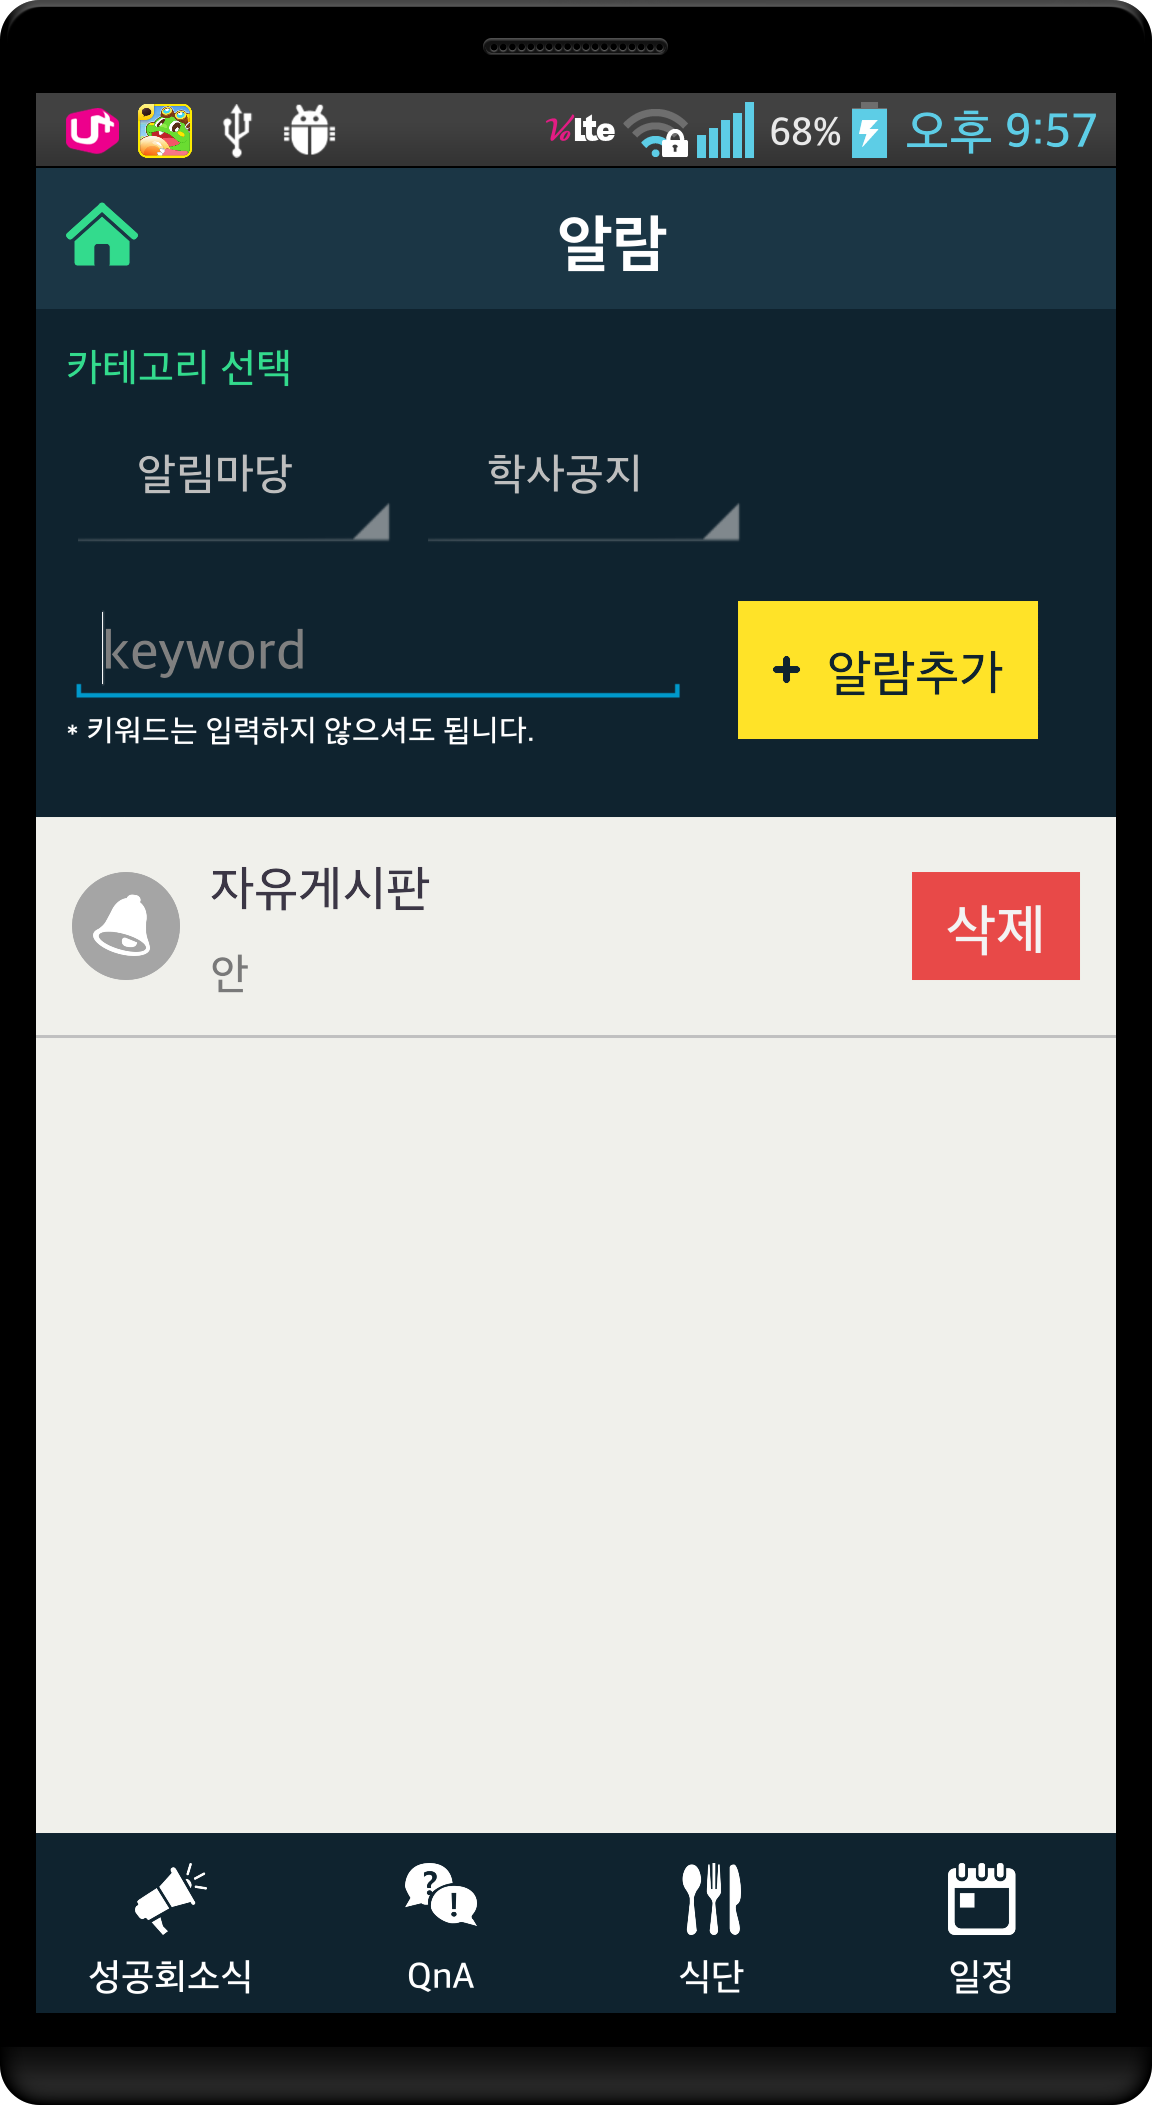 U+ VoLte 68% 오후 9:57
알람
카테고리 선택
알림마당 학사공지
keyword
+ 알람추가
* 키워드는 입력하지 않으셔도 됩니다.
자유게시판
안
삭제
? !
성공회소식 QnA 식단 일정